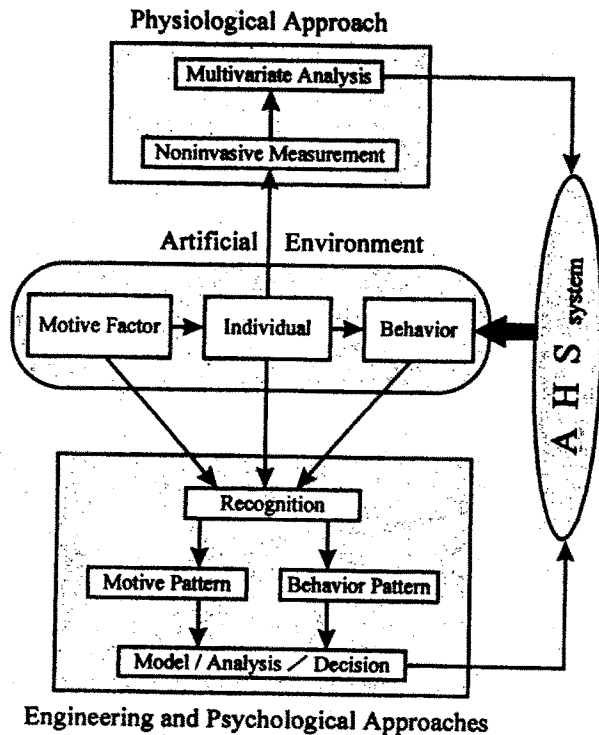 Physiological Approach
Multivariate Analysis
Noninvasive Measurement
Artificial Environment
Motive Factor
Individual
Behavior
AHS system
Recognition
Motive Pattern
Behavior Pattern
Model / Analysis / Decision
Engineering and Psychological Approaches